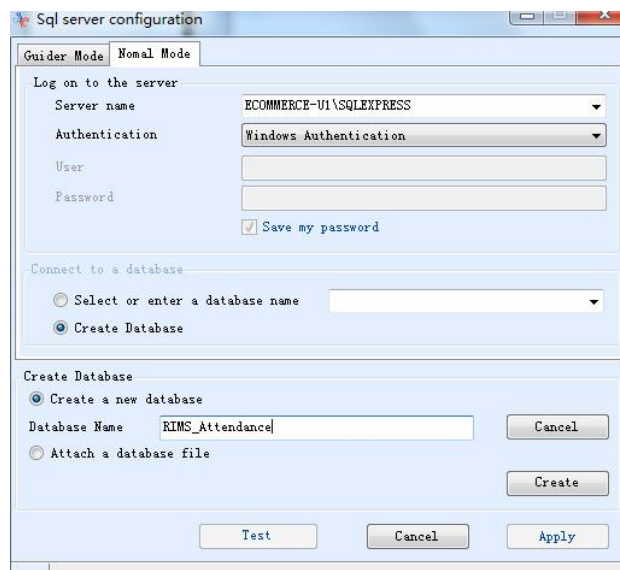 Sql server configuration
Guider Mode Nomal Mode
Log on to the server
Server name ECOMMERCE-U1\SQLEXPRESS
Authentication Windows Authentication
User
Password
Save my password
Connect to a database
Select or enter a database name
Create Database
Create Database
Create a new database
Database Name RIMS_Attendance Cancel
Attach a database file
Create
Test Cancel Apply